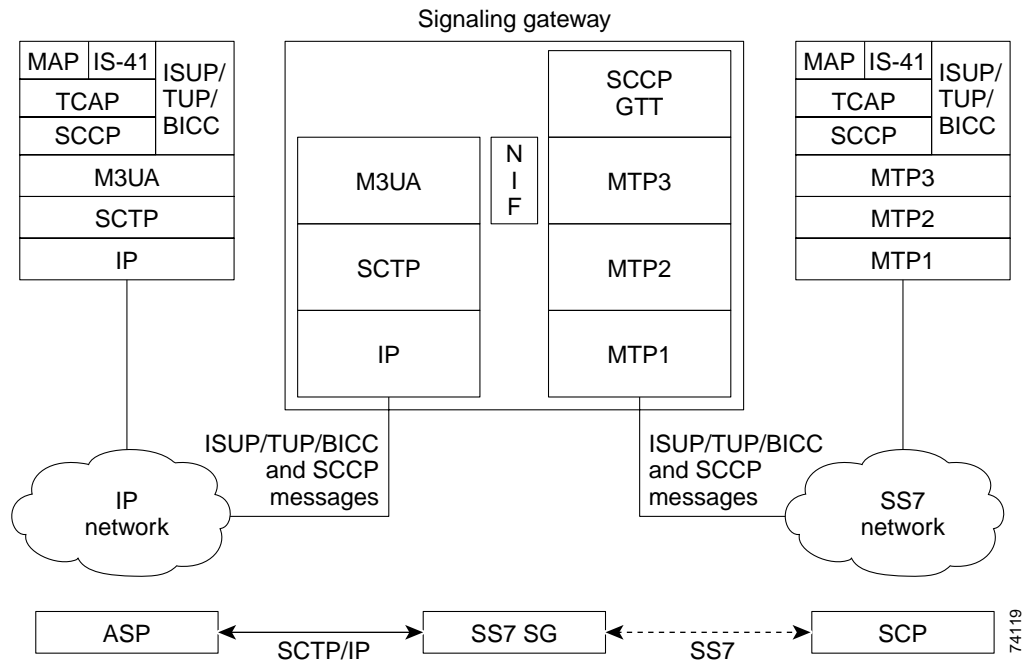 Signaling gateway
MAP
IS-41
ISUP/
TUP/
BICC
TCAP
SCCP
M3UA
SCTP
IP
M3UA
SCTP
IP
N
I
F
SCCP
GTT
MTP3
MTP2
MTP1
MAP
IS-41
ISUP/
TUP/
BICC
TCAP
SCCP
MTP3
MTP2
MTP1
ISUP/TUP/BICC
and SCCP
messages
ISUP/TUP/BICC
and SCCP
messages
IP
network
SS7
network
ASP
SCTP/IP
SS7 SG
SS7
SCP
74119